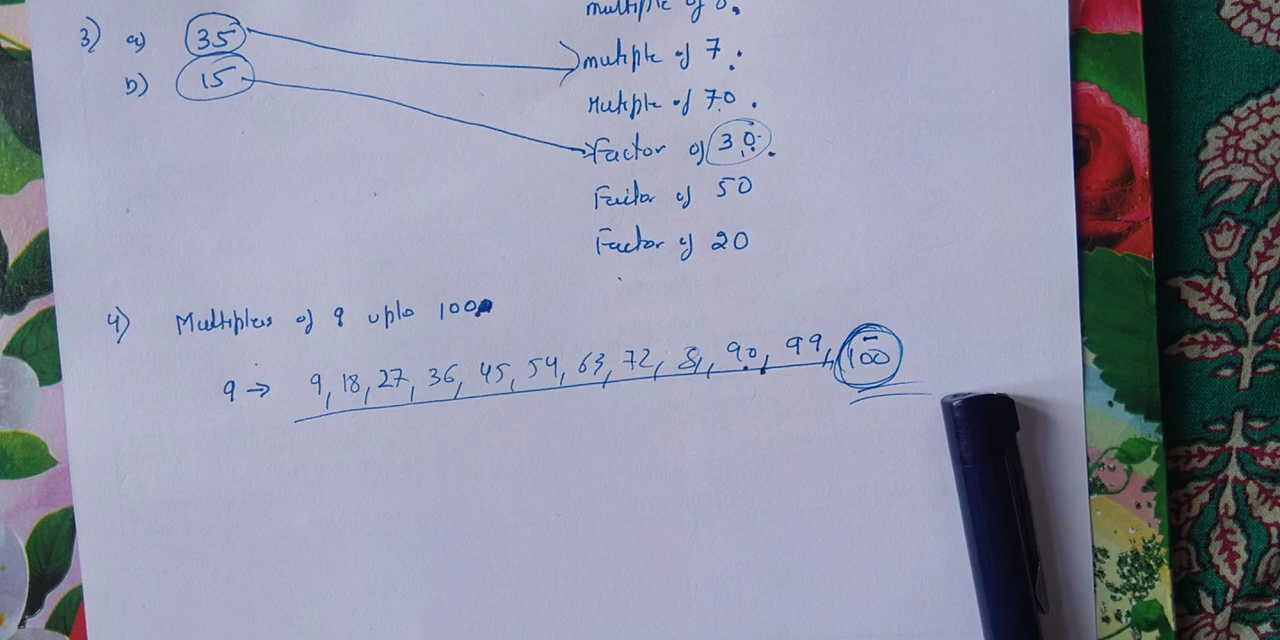 multiple of 8.
3) a) 35 multiple of 7.
b) 15
Multiple of 70.
Factor of 30.
Factor of 50
Factor of 20
4) Multiples of 9 upto 100
9 → 9, 18, 27, 36, 45, 54, 63, 72, 81, 90, 99, 100